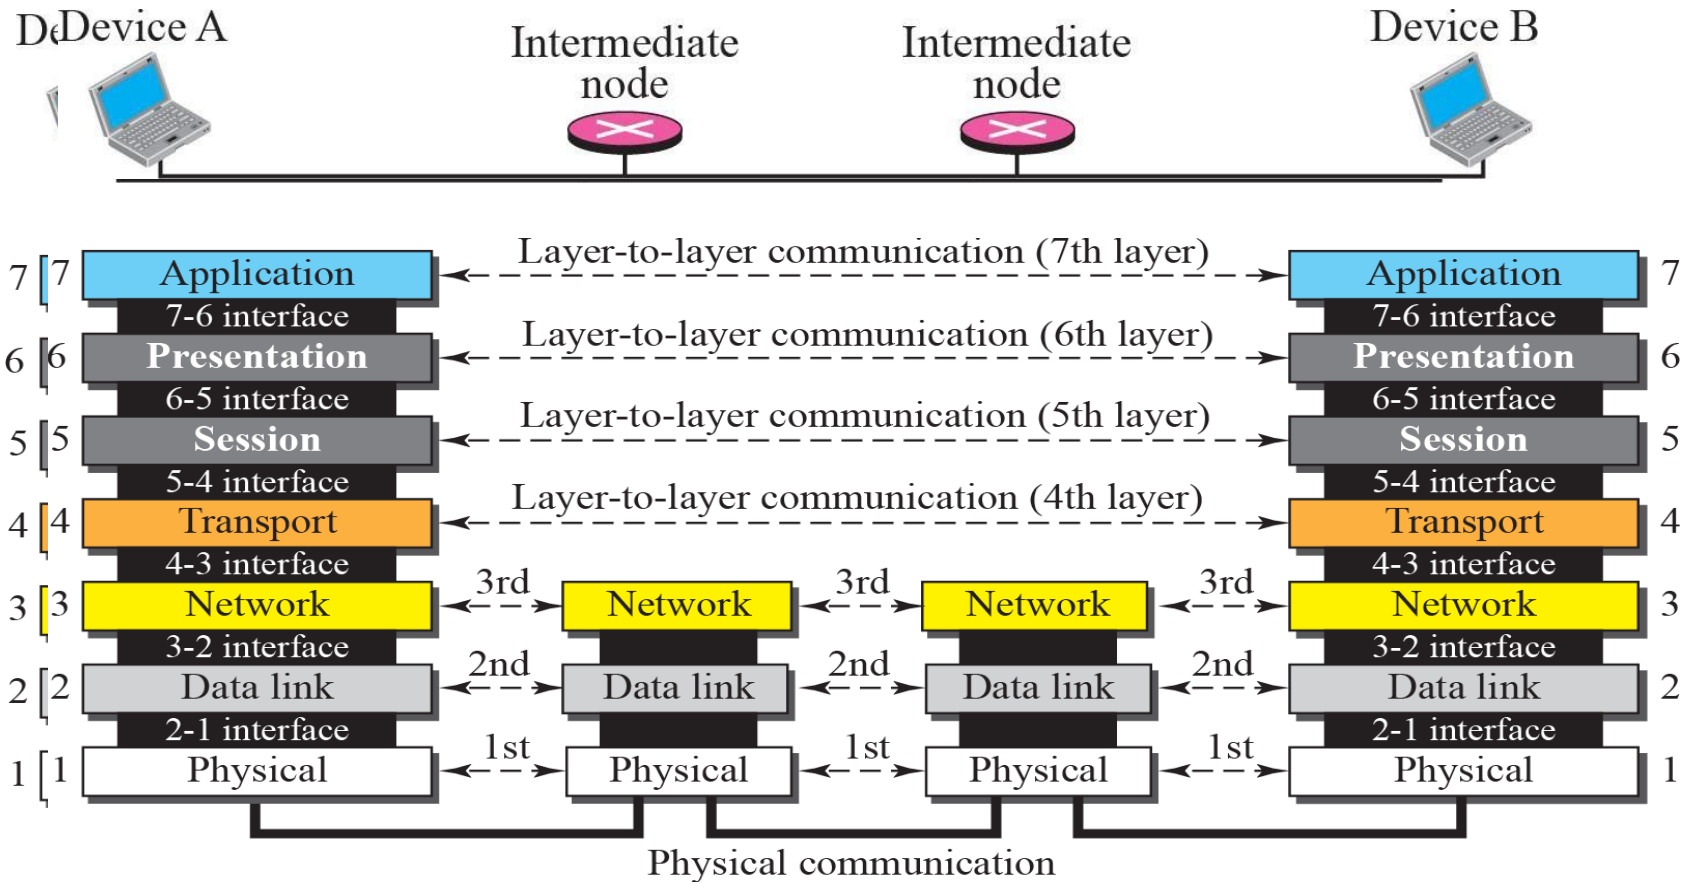 De Device A
Intermediate node
Intermediate node
Device B
7 7 Application Layer-to-layer communication (7th layer) Application 7
7-6 interface 7-6 interface
6 6 Presentation Layer-to-layer communication (6th layer) Presentation 6
6-5 interface 6-5 interface
5 5 Session Layer-to-layer communication (5th layer) Session 5
5-4 interface 5-4 interface
4 4 Transport Layer-to-layer communication (4th layer) Transport 4
4-3 interface 4-3 interface
3 3 Network 3rd Network 3rd Network 3rd Network 3
3-2 interface 3-2 interface
2 2 Data link 2nd Data link 2nd Data link 2nd Data link 2
2-1 interface 2-1 interface
1 1 Physical 1st Physical 1st Physical 1st Physical 1
Physical communication